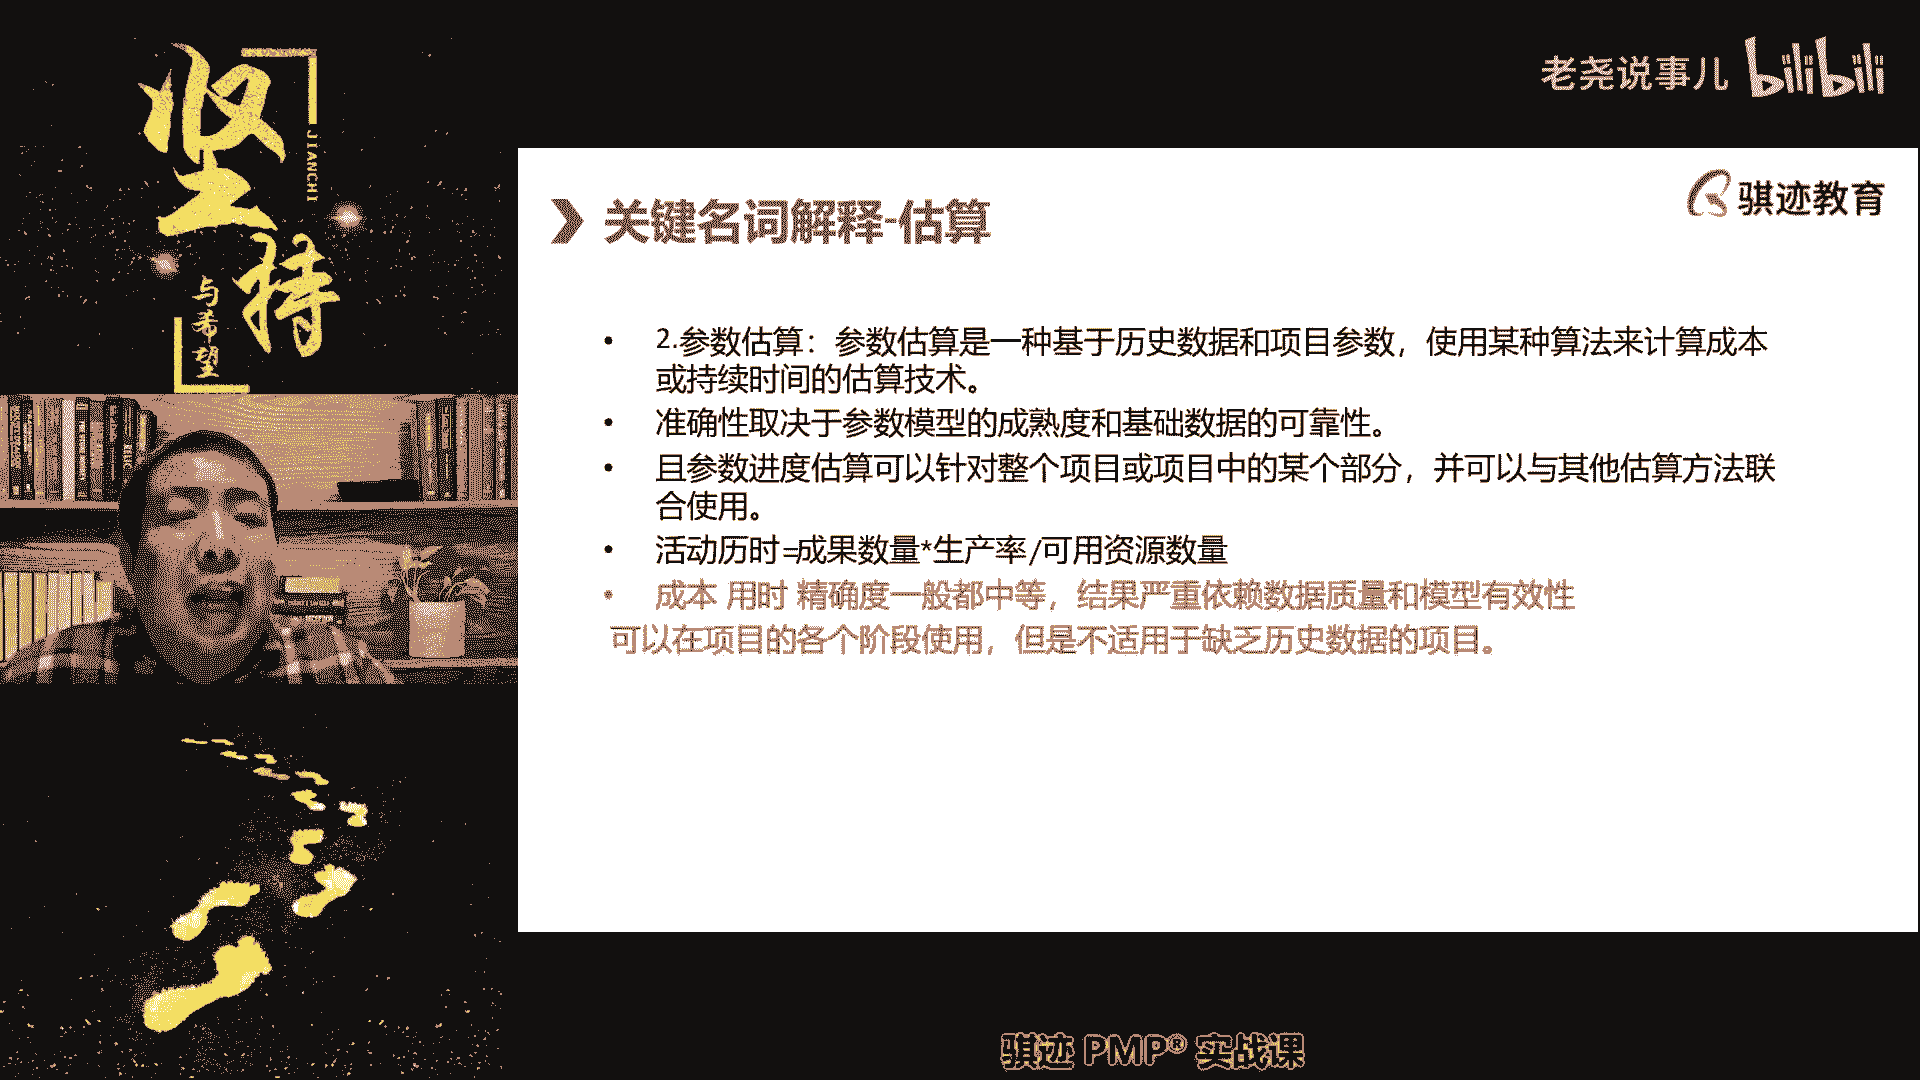 坚持
JIANCHI
与希望
老尧说事儿 bilibili
骐迹教育
关键名词解释-估算
• 2.参数估算：参数估算是一种基于历史数据和项目参数，使用某种算法来计算成本
或持续时间的估算技术。
• 准确性取决于参数模型的成熟度和基础数据的可靠性。
• 且参数进度估算可以针对整个项目或项目中的某个部分，并可以与其他估算方法联
合使用。
• 活动历时=成果数量*生产率/可用资源数量
• 成本 用时 精确度一般都中等，结果严重依赖数据质量和模型有效性
可以在项目的各个阶段使用，但是不适用于缺乏历史数据的项目。
骐迹 PMP® 实战课